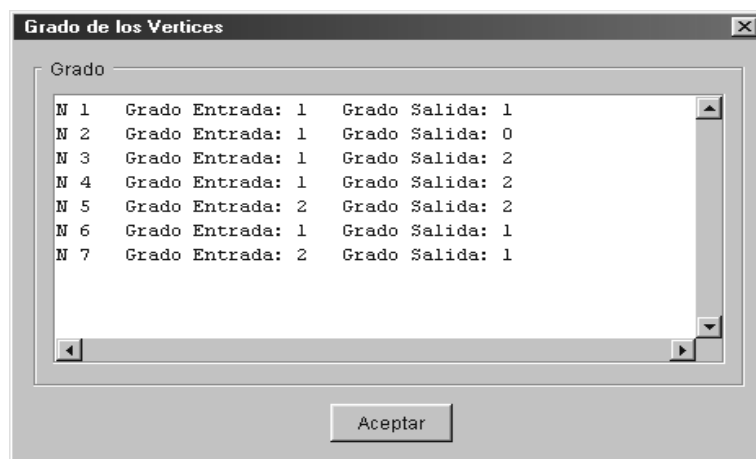 Grado de los Vertices
Grado
N 1 Grado Entrada: 1 Grado Salida: 1
N 2 Grado Entrada: 1 Grado Salida: 0
N 3 Grado Entrada: 1 Grado Salida: 2
N 4 Grado Entrada: 1 Grado Salida: 2
N 5 Grado Entrada: 2 Grado Salida: 2
N 6 Grado Entrada: 1 Grado Salida: 1
N 7 Grado Entrada: 2 Grado Salida: 1
Aceptar